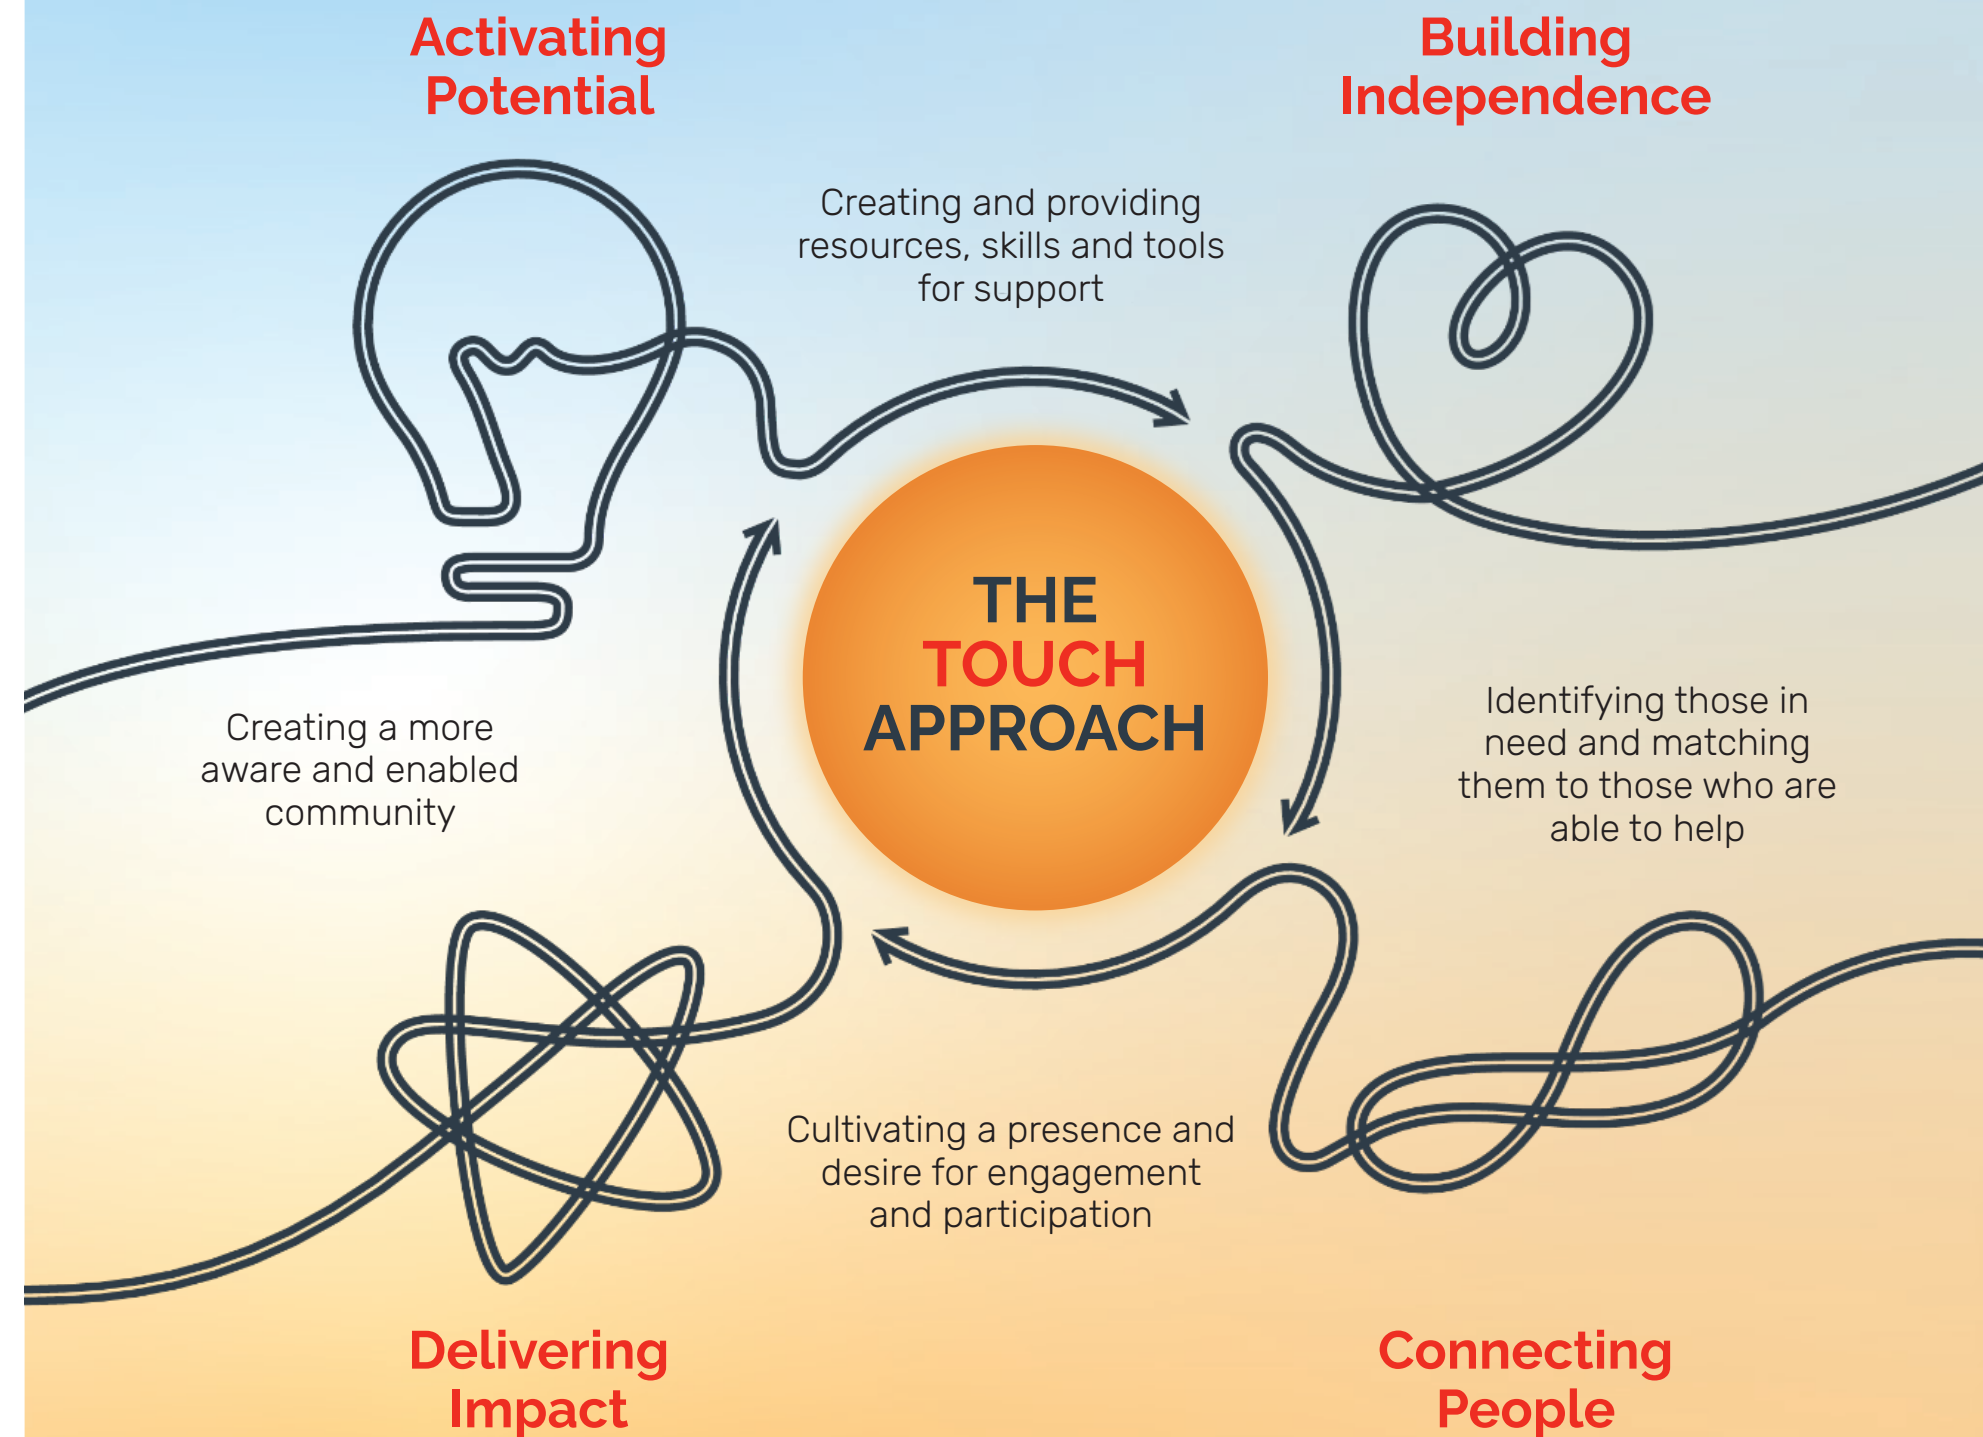 Activating
Potential
Building
Independence
Creating and providing
resources, skills and tools
for support
THE
TOUCH
APPROACH
Identifying those in
need and matching
them to those who are
able to help
Creating a more
aware and enabled
community
Cultivating a presence and
desire for engagement
and participation
Delivering
Impact
Connecting
People